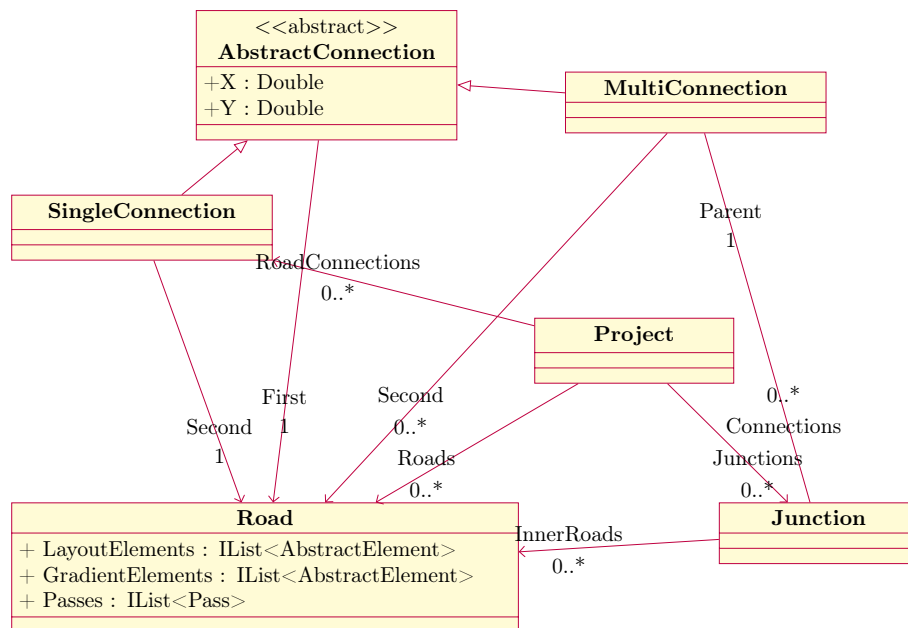 <<abstract>>
AbstractConnection
+X : Double
+Y : Double
MultiConnection
SingleConnection
Parent
1
RoadConnections
0..*
Project
First
1
Second
0..*
0..*
Second
1
Connections
Roads
0..*
Junctions
0..*
Road
+ LayoutElements : IList<AbstractElement>
+ GradientElements : IList<AbstractElement>
+ Passes : IList<Pass>
InnerRoads
0..*
Junction